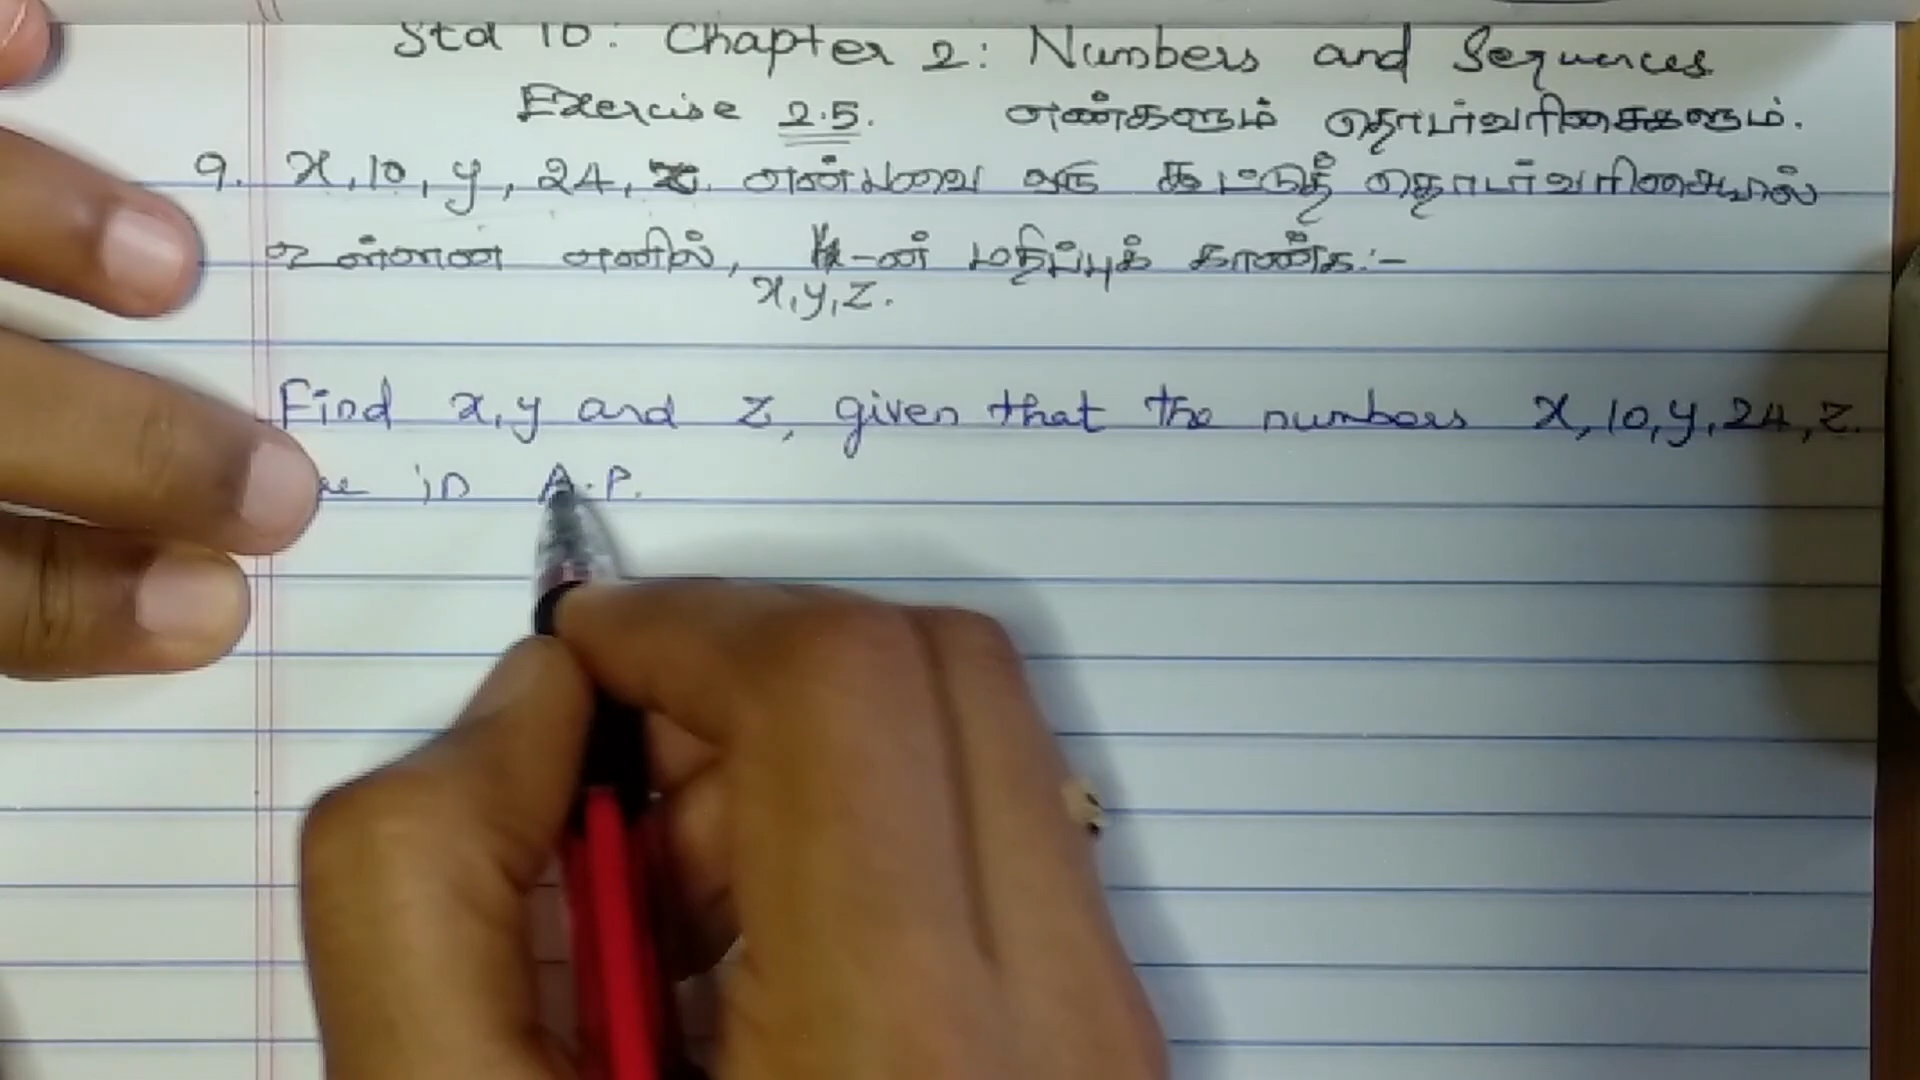 Std 10: Chapter 2: Numbers and Sequences
Exercise 2.5. எண்களும் தொடர்வரிசைகளும்.
9. x, 10, y, 24, z. என்பவை ஒரு கூட்டுத் தொடர்வரிசையில்
உள்ளன எனில், -ன் மதிப்புக் காண்க:-
x, y, z.
Find x, y and z, given that the numbers x, 10, y, 24, z.
in A.P.